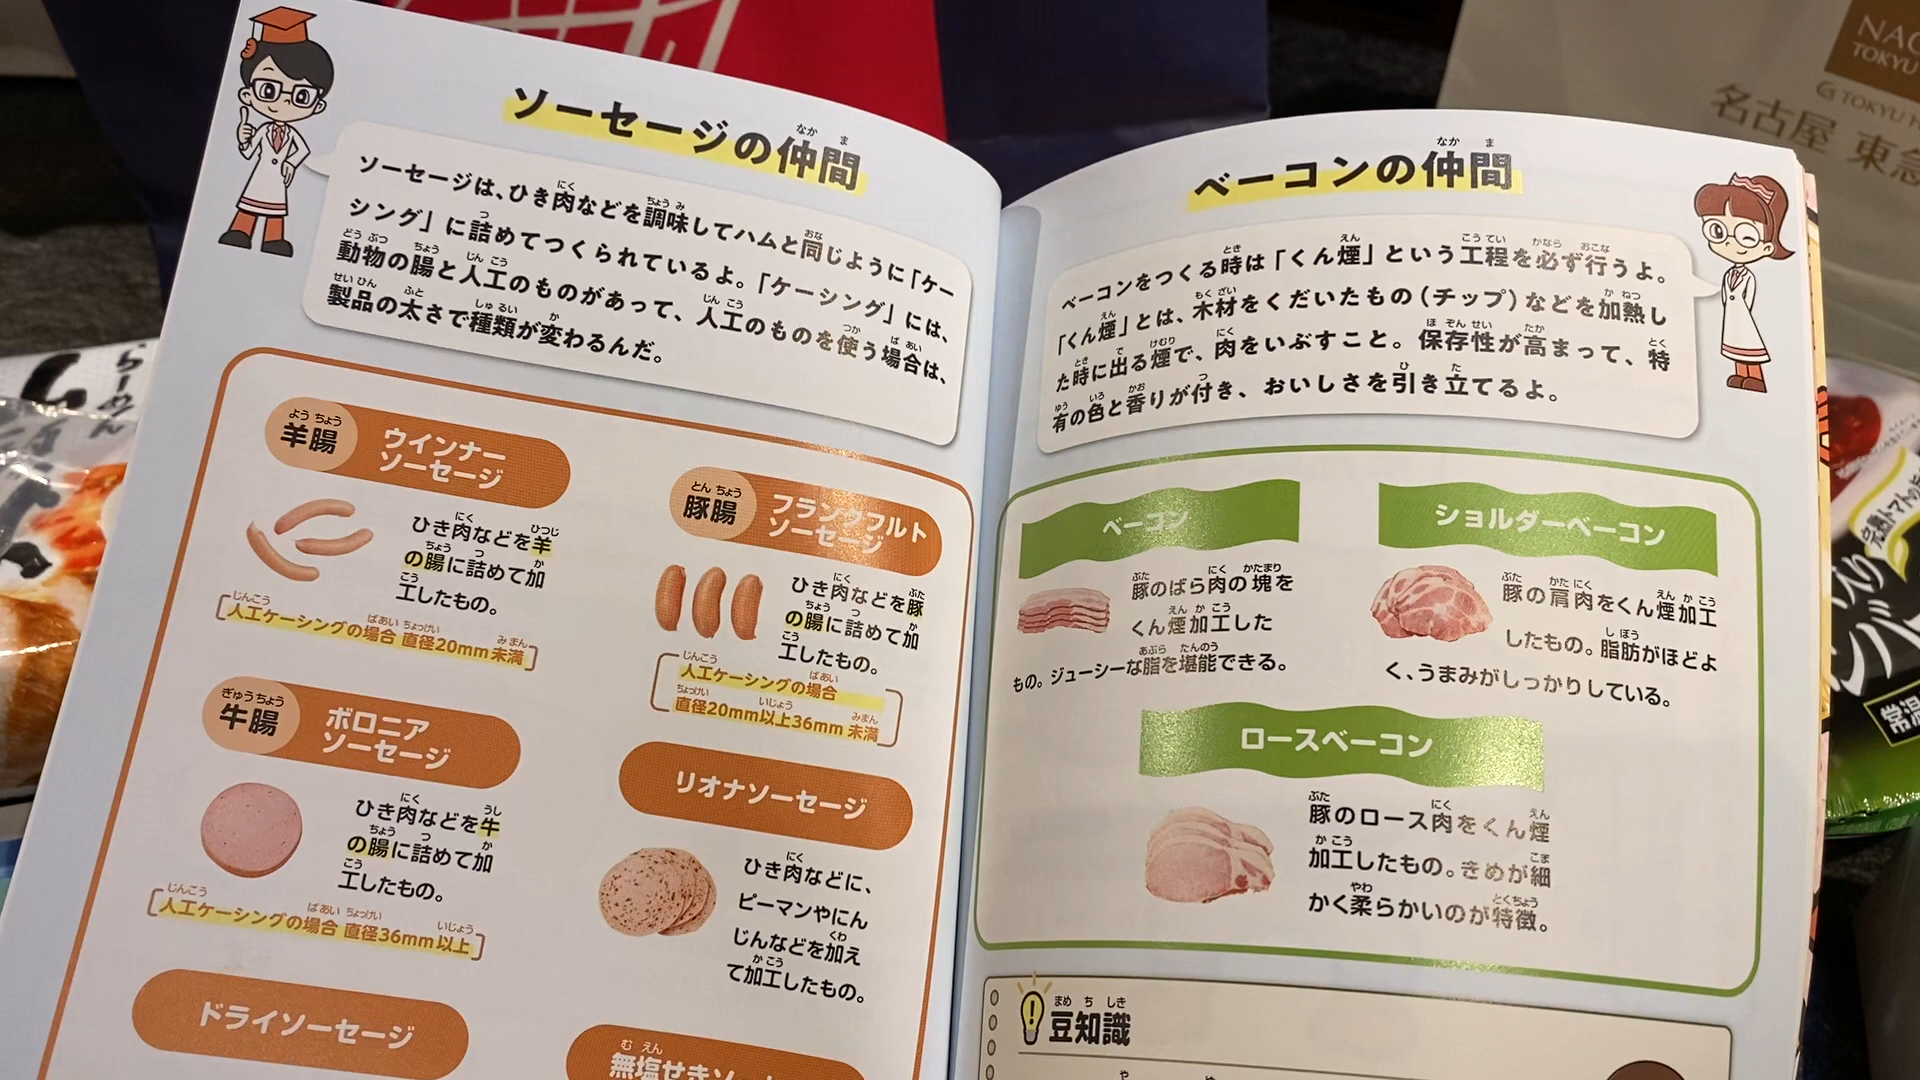 ソーセージの仲間
ソーセージは、ひき肉などを調味してハムと同じように「ケー
シング」に詰めてつくられているよ。「ケーシング」には、
動物の腸と人工のものがあって、人工のものを使う場合は、
製品の太さで種類が変わるんだ。
羊腸
ウインナー
ソーセージ
ひき肉などを羊
の腸に詰めて加
工したもの。
人工ケーシングの場合 直径20mm未満
豚腸
フランクフルト
ソーセージ
ひき肉などを豚
の腸に詰めて加
工したもの。
人工ケーシングの場合
直径20mm以上36mm未満
牛腸
ボロニア
ソーセージ
ひき肉などを牛
の腸に詰めて加
工したもの。
人工ケーシングの場合 直径36mm以上
リオナソーセージ
ひき肉などに、
ピーマンやにん
じんなどを加え
て加工したもの。
ドライソーセージ
無塩せきソー
ベーコンの仲間
ベーコンをつくる時は「くん煙」という工程を必ず行うよ。
「くん煙」とは、木材をくだいたもの(チップ)などを加熱し
た時に出る煙で、肉をいぶすこと。保存性が高まって、特
有の色と香りが付き、おいしさを引き立てるよ。
ベーコン
豚のばら肉の塊を
くん煙加工した
もの。ジューシーな脂を堪能できる。
ショルダーベーコン
豚の肩肉をくん煙加工
したもの。脂肪がほどよ
く、うまみがしっかりしている。
ロースベーコン
豚のロース肉をくん煙
加工したもの。きめが細
かく柔らかいのが特徴。
豆知識
らーめん
NAG
TOKYU
TOKYU H
名古屋 東急
完熟トマトの
常温